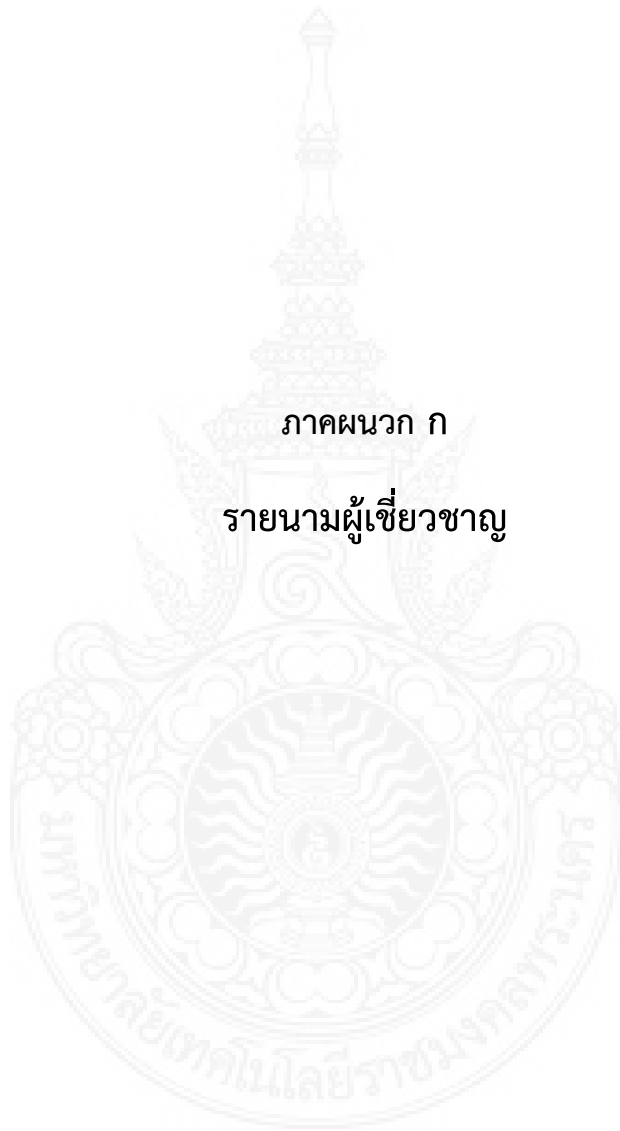 ภาคผนวก ก
รายนามผู้เชี่ยวชาญ
มหาวิทยาลัยเทคโนโลยีราชมงคลพระนคร